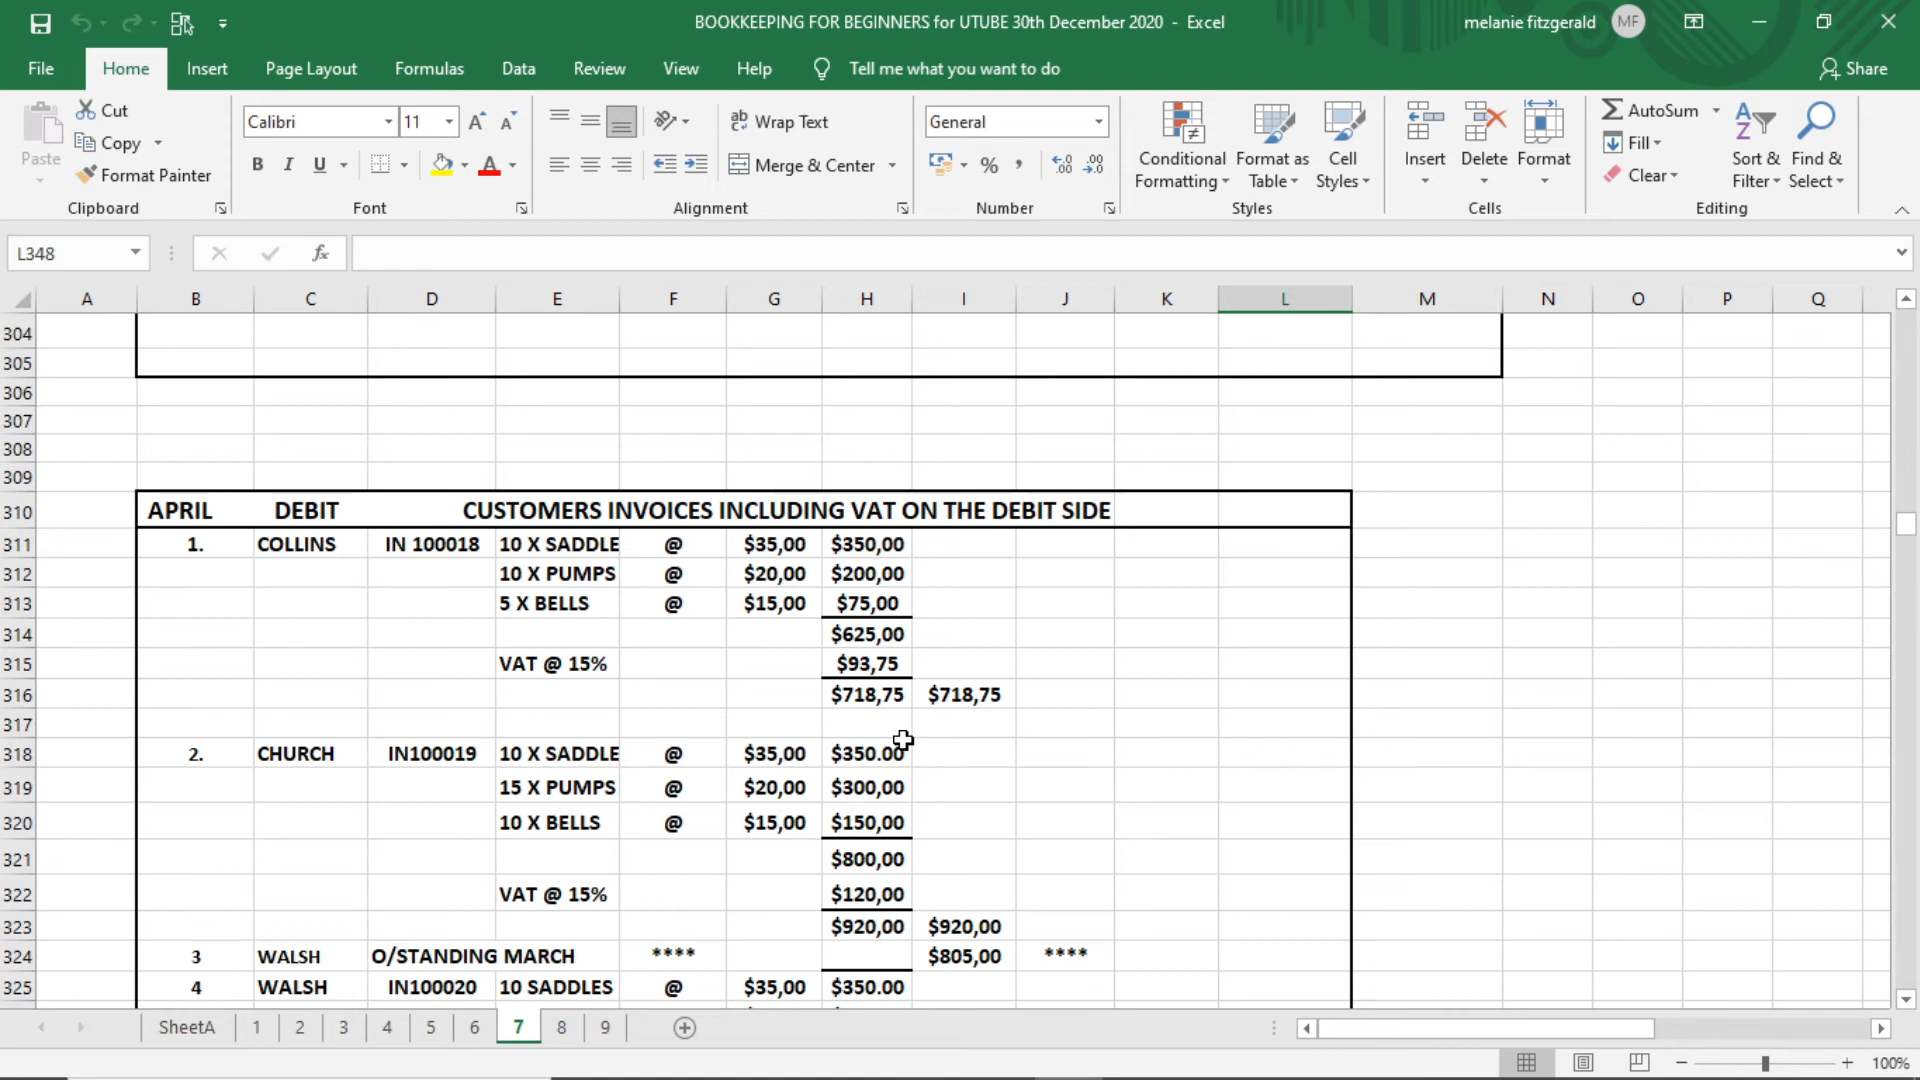 BOOKKEEPING FOR BEGINNERS for UTUBE 30th December 2020 - Excel
melanie fitzgerald MF
File Home Insert Page Layout Formulas Data Review View Help Tell me what you want to do Share
Paste
Cut
Copy
Format Painter
Clipboard
Calibri 11
B I U
Font
Wrap Text
Merge & Center
Alignment
General
Number
Conditional Formatting
Format as Table
Cell Styles
Styles
Insert Delete Format
Cells
AutoSum
Fill
Clear
Sort & Filter
Find & Select
Editing
L348 fx
A B C D E F G H I J K L M N O P Q
304
305
306
307
308
309
310 APRIL DEBIT CUSTOMERS INVOICES INCLUDING VAT ON THE DEBIT SIDE
311 1. COLLINS IN 100018 10 X SADDLE @ $35,00 $350,00
312 10 X PUMPS @ $20,00 $200,00
313 5 X BELLS @ $15,00 $75,00
314 $625,00
315 VAT @ 15% $93,75
316 $718,75 $718,75
317
318 2. CHURCH IN100019 10 X SADDLE @ $35,00 $350.00
319 15 X PUMPS @ $20,00 $300,00
320 10 X BELLS @ $15,00 $150,00
321 $800,00
322 VAT @ 15% $120,00
323 $920,00 $920,00
324 3 WALSH O/STANDING MARCH **** $805,00 ****
325 4 WALSH IN100020 10 SADDLES @ $35,00 $350.00
SheetA 1 2 3 4 5 6 7 8 9
100%